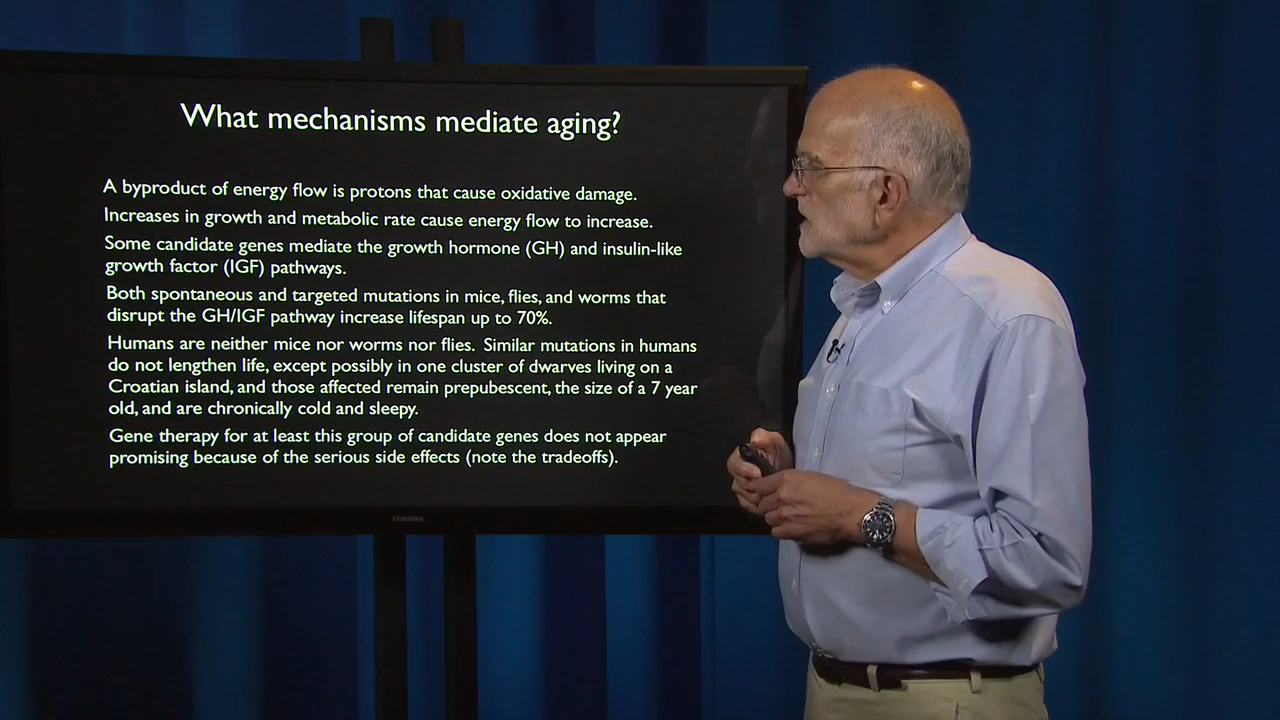 What mechanisms mediate aging?
A byproduct of energy flow is protons that cause oxidative damage.
Increases in growth and metabolic rate cause energy flow to increase.
Some candidate genes mediate the growth hormone (GH) and insulin-like
growth factor (IGF) pathways.
Both spontaneous and targeted mutations in mice, flies, and worms that
disrupt the GH/IGF pathway increase lifespan up to 70%.
Humans are neither mice nor worms nor flies. Similar mutations in humans
do not lengthen life, except possibly in one cluster of dwarves living on a
Croatian island, and those affected remain prepubescent, the size of a 7 year
old, and are chronically cold and sleepy.
Gene therapy for at least this group of candidate genes does not appear
promising because of the serious side effects (note the tradeoffs).
SAMSUNG